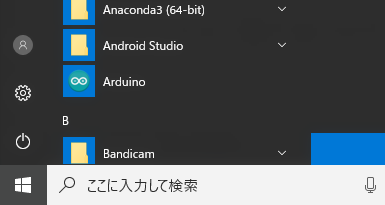 Anaconda3 (64-bit)
Android Studio
Arduino
B
Bandicam
ここに入力して検索